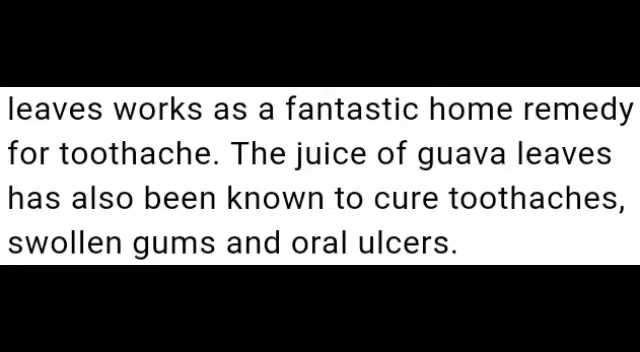 leaves works as a fantastic home remedy
for toothache. The juice of guava leaves
has also been known to cure toothaches,
swollen gums and oral ulcers.